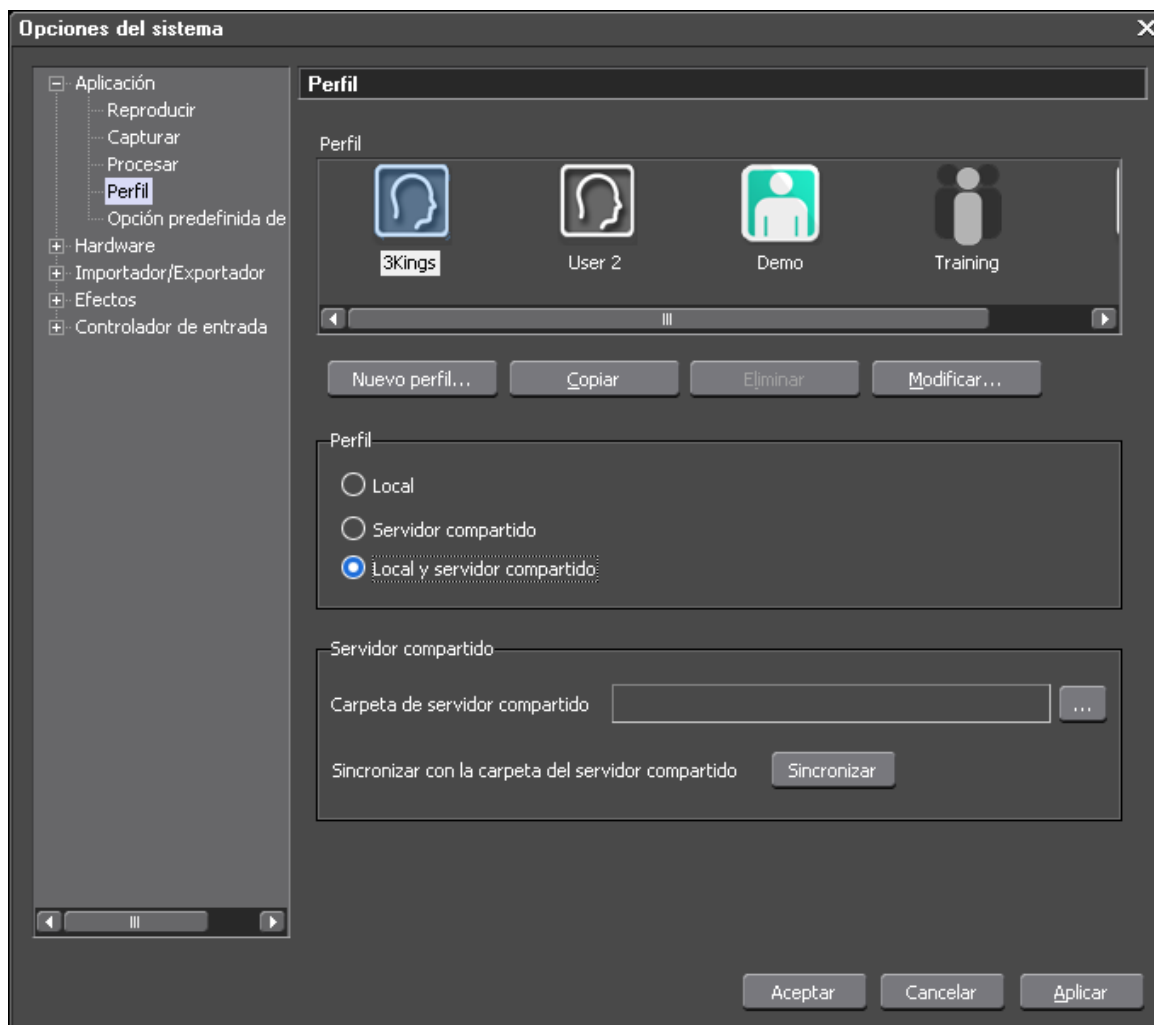 Opciones del sistema
Aplicación
Reproducir
Capturar
Procesar
Perfil
Opción predefinida de
Hardware
Importador/Exportador
Efectos
Controlador de entrada
Perfil
Perfil
3Kings
User 2
Demo
Training
Nuevo perfil...
Copiar
Eliminar
Modificar...
Perfil
Local
Servidor compartido
Local y servidor compartido
Servidor compartido
Carpeta de servidor compartido
...
Sincronizar con la carpeta del servidor compartido
Sincronizar
Aceptar
Cancelar
Aplicar